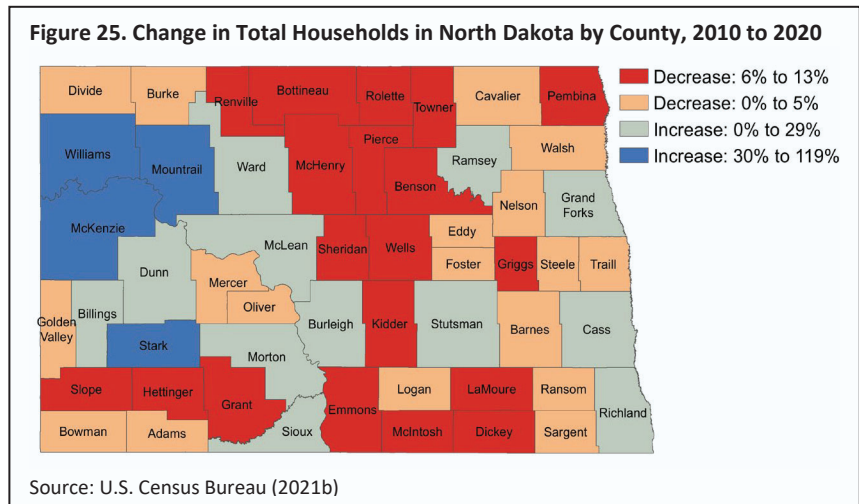 Figure 25. Change in Total Households in North Dakota by County, 2010 to 2020
Decrease: 6% to 13%
Decrease: 0% to 5%
Increase: 0% to 29%
Increase: 30% to 119%
Divide
Burke
Renville
Bottineau
Rolette
Towner
Cavalier
Pembina
Williams
Mountrail
Ward
McHenry
Pierce
Benson
Ramsey
Walsh
McKenzie
Nelson
Grand
Forks
Dunn
McLean
Sheridan
Wells
Eddy
Foster
Griggs
Steele
Traill
Mercer
Oliver
Golden
Valley
Billings
Stark
Morton
Burleigh
Kidder
Stutsman
Barnes
Cass
Slope
Hettinger
Grant
Emmons
Logan
LaMoure
Ransom
Richland
Bowman
Adams
Sioux
McIntosh
Dickey
Sargent
Source: U.S. Census Bureau (2021b)